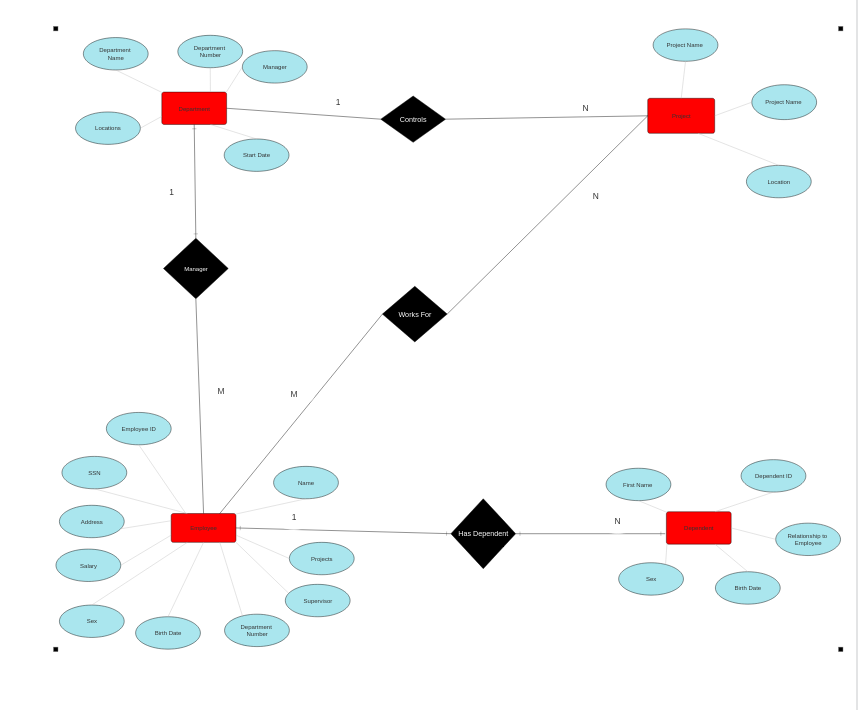 Project Name
Department
Name
Department
Number
Manager
Department
Locations
Start Date
1
Controls
N
Project
Project Name
Location
1
N
Manager
Works For
M
M
Employee ID
SSN
Name
Address
Employee
1
Has Dependent
N
First Name
Dependent ID
Dependent
Relationship to
Employee
Salary
Projects
Sex
Birth Date
Supervisor
Sex
Birth Date
Department
Number